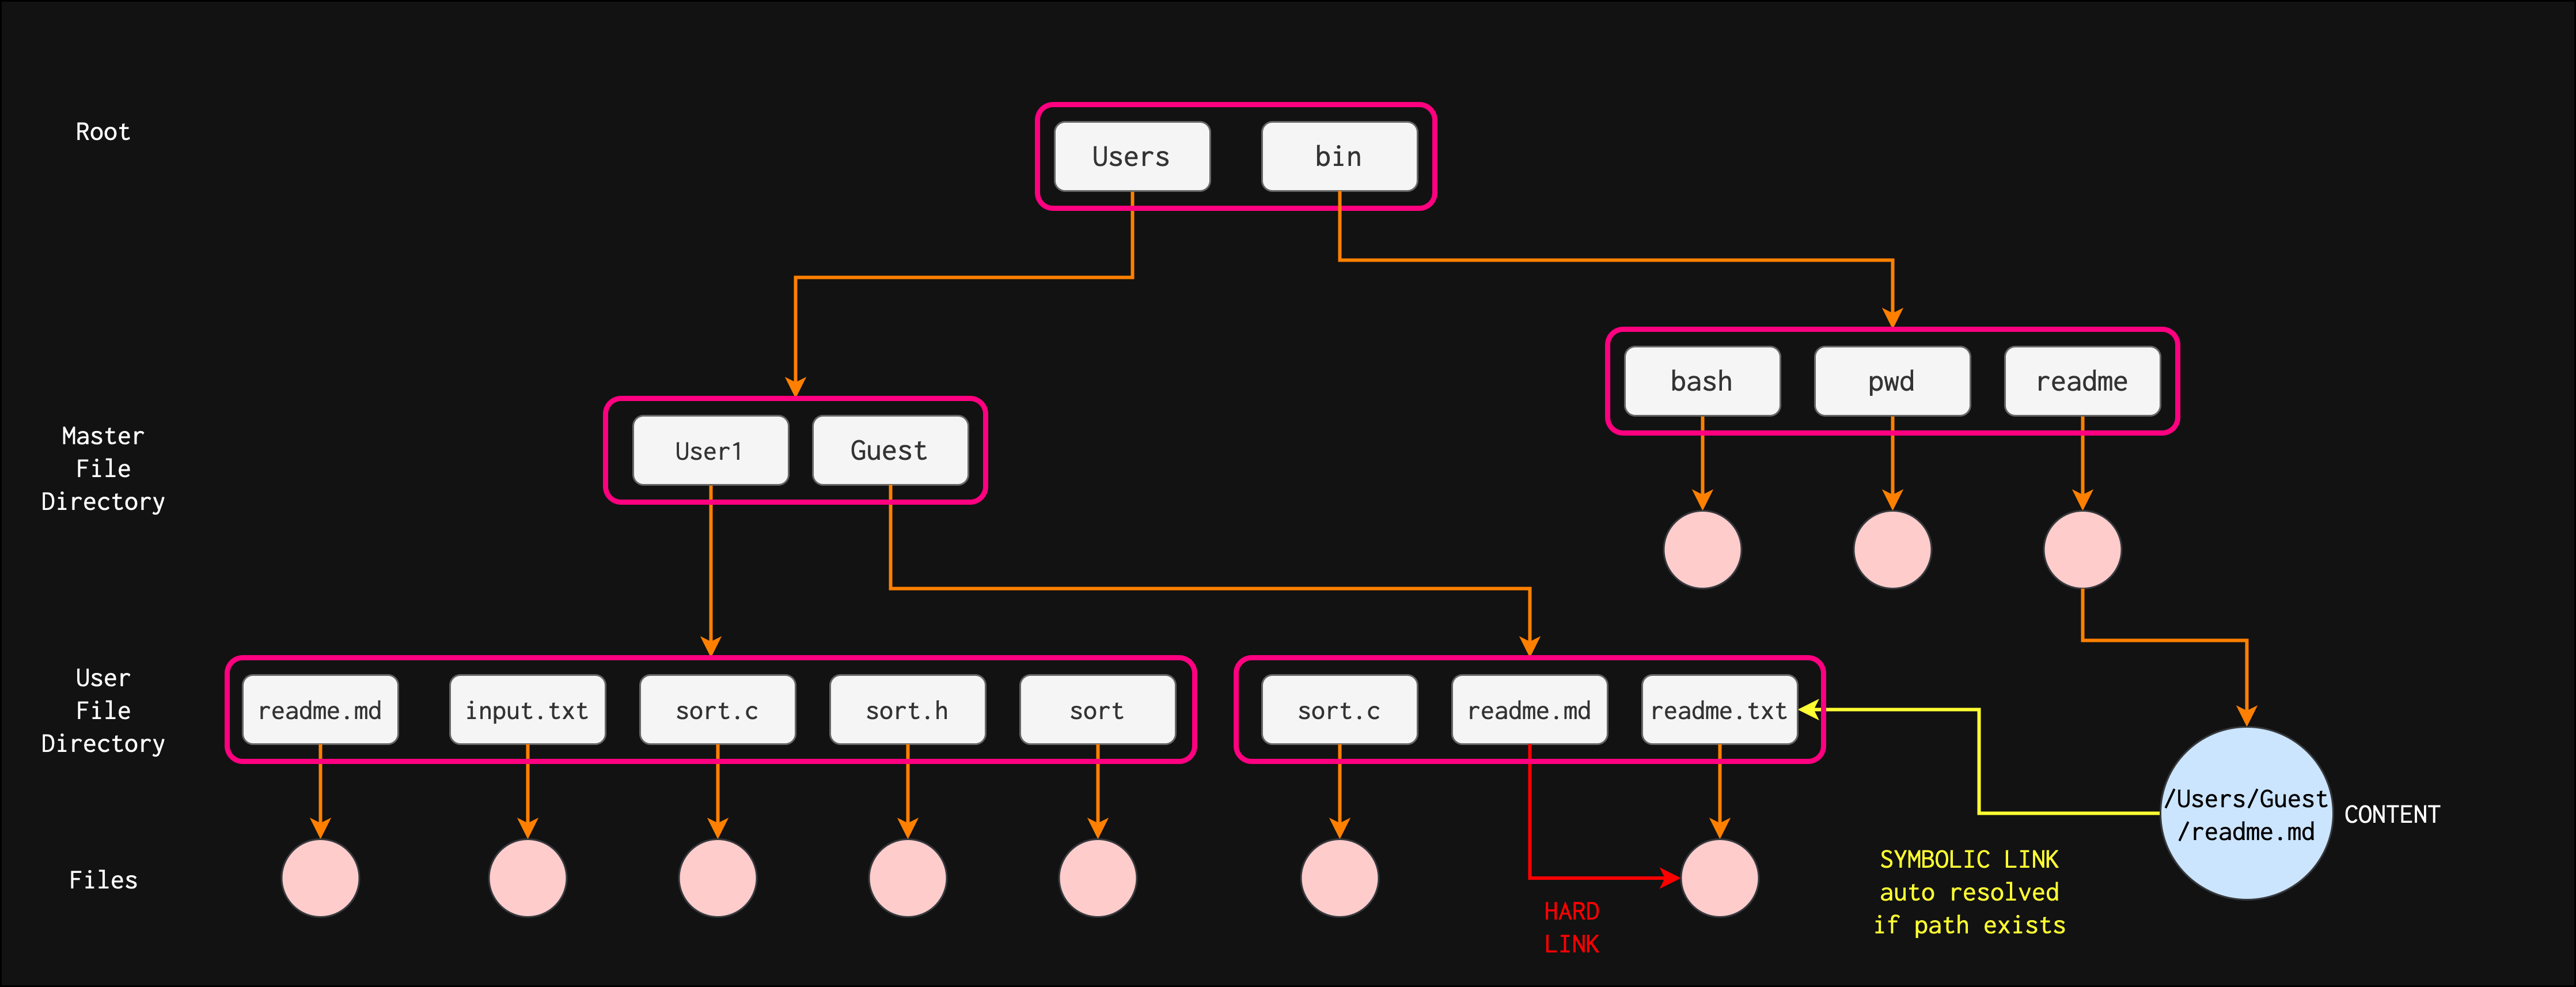 Root
Users
bin
bash
pwd
readme
Master
File
Directory
User1
Guest
User
File
Directory
readme.md
input.txt
sort.c
sort.h
sort
sort.c
readme.md
readme.txt
/Users/Guest
/readme.md
CONTENT
Files
HARD
LINK
SYMBOLIC LINK
auto resolved
if path exists